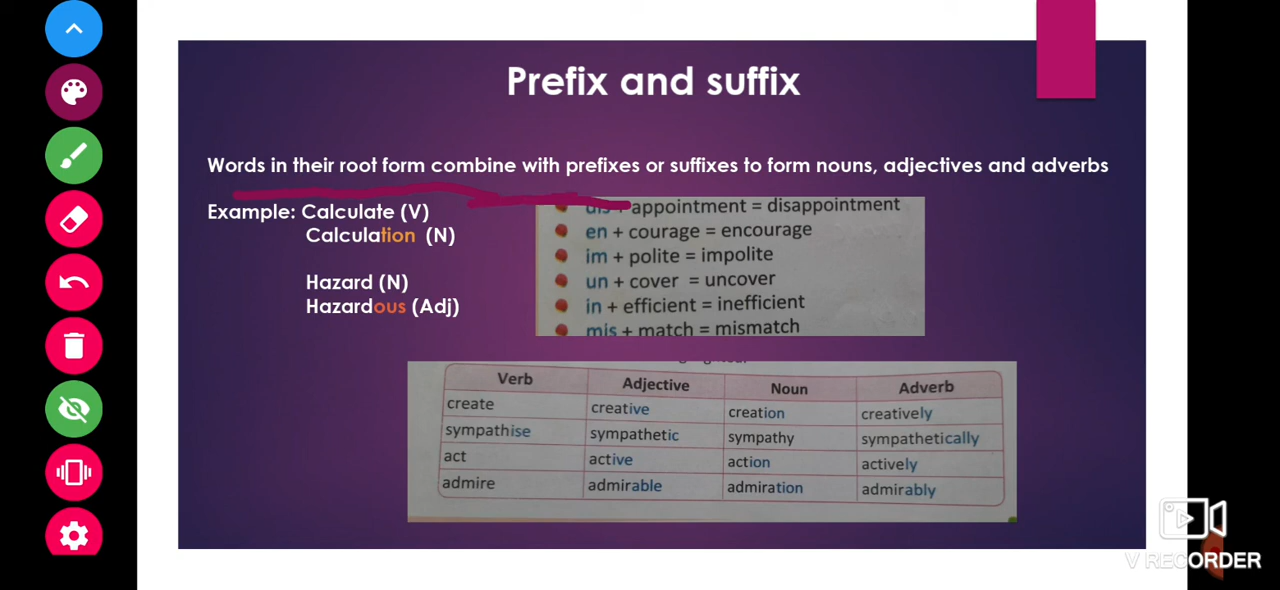 Prefix and suffix
Words in their root form combine with prefixes or suffixes to form nouns, adjectives and adverbs
Example: Calculate (V)
Calculation (N)
Hazard (N)
Hazardous (Adj)
dis + appointment = disappointment
en + courage = encourage
im + polite = impolite
un + cover = uncover
in + efficient = inefficient
mis + match = mismatch
Verb Adjective Noun Adverb
create creative creation creatively
sympathise sympathetic sympathy sympathetically
act active action actively
admire admirable admiration admirably
V RECORDER